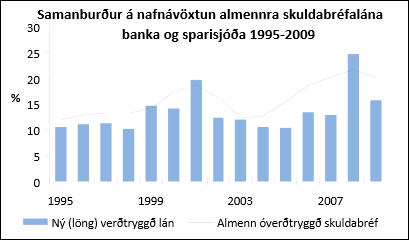 Samanburður á nafnávöxtun almennra skuldabréfalána
banka og sparisjóða 1995-2009
30
25
20
%
15
10
5
0
1995 1999 2003 2007
Ný (löng) verðtryggð lán Almenn óverðtryggð skuldabréf